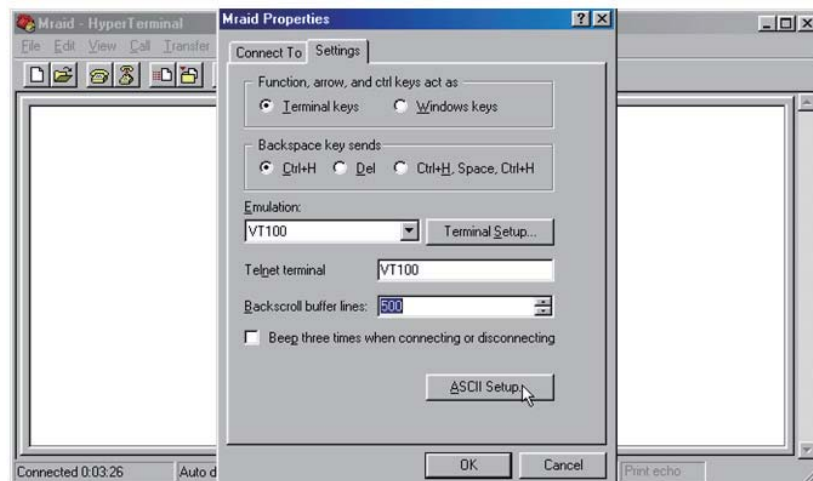 Mraid - HyperTerminal
File Edit View Call Transfer
Mraid Properties
Connect To Settings
Function, arrow, and ctrl keys act as
Terminal keys Windows keys
Backspace key sends
Ctrl+H Del Ctrl+H, Space, Ctrl+H
Emulation:
VT100 Terminal Setup...
Telnet terminal VT100
Backscroll buffer lines: 500
Beep three times when connecting or disconnecting
ASCII Setup...
OK Cancel
Connected 0:03:26 Auto d Print echo